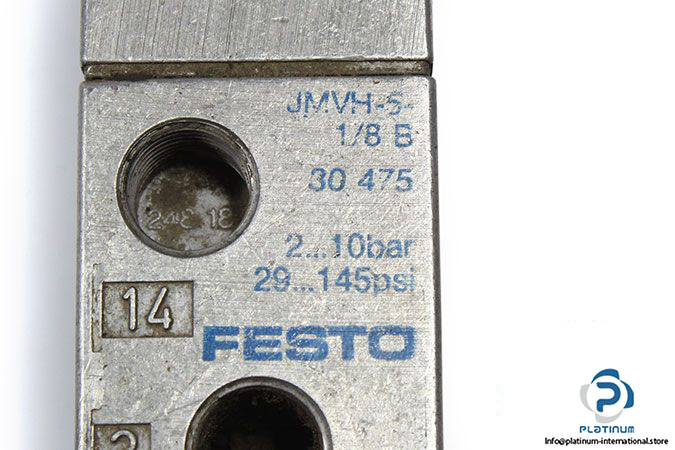 JMVH-5-
1/8 B
30 475
2...10bar
29...145psi
14
FESTO
PLATINUM
Info@platinum-international.store